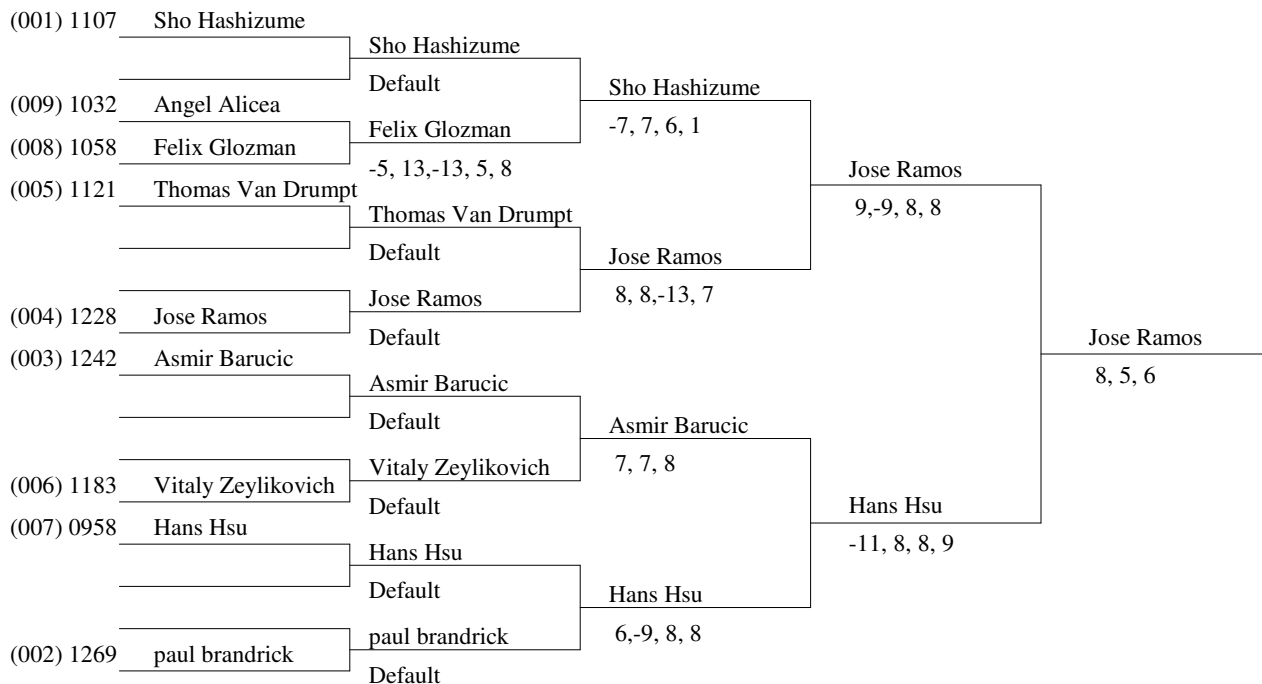 (001) 1107 Sho Hashizume
Sho Hashizume
Default
Sho Hashizume
(009) 1032 Angel Alicea
-7, 7, 6, 1
Felix Glozman
(008) 1058 Felix Glozman
-5, 13,-13, 5, 8
Jose Ramos
(005) 1121 Thomas Van Drumpt
9,-9, 8, 8
Thomas Van Drumpt
Default
Jose Ramos
8, 8,-13, 7
Jose Ramos
(004) 1228 Jose Ramos
Default
Jose Ramos
(003) 1242 Asmir Barucic
8, 5, 6
Asmir Barucic
Default
Asmir Barucic
7, 7, 8
Vitaly Zeylikovich
(006) 1183 Vitaly Zeylikovich
Default
Hans Hsu
(007) 0958 Hans Hsu
-11, 8, 8, 9
Hans Hsu
Default
Hans Hsu
6,-9, 8, 8
paul brandrick
(002) 1269 paul brandrick
Default